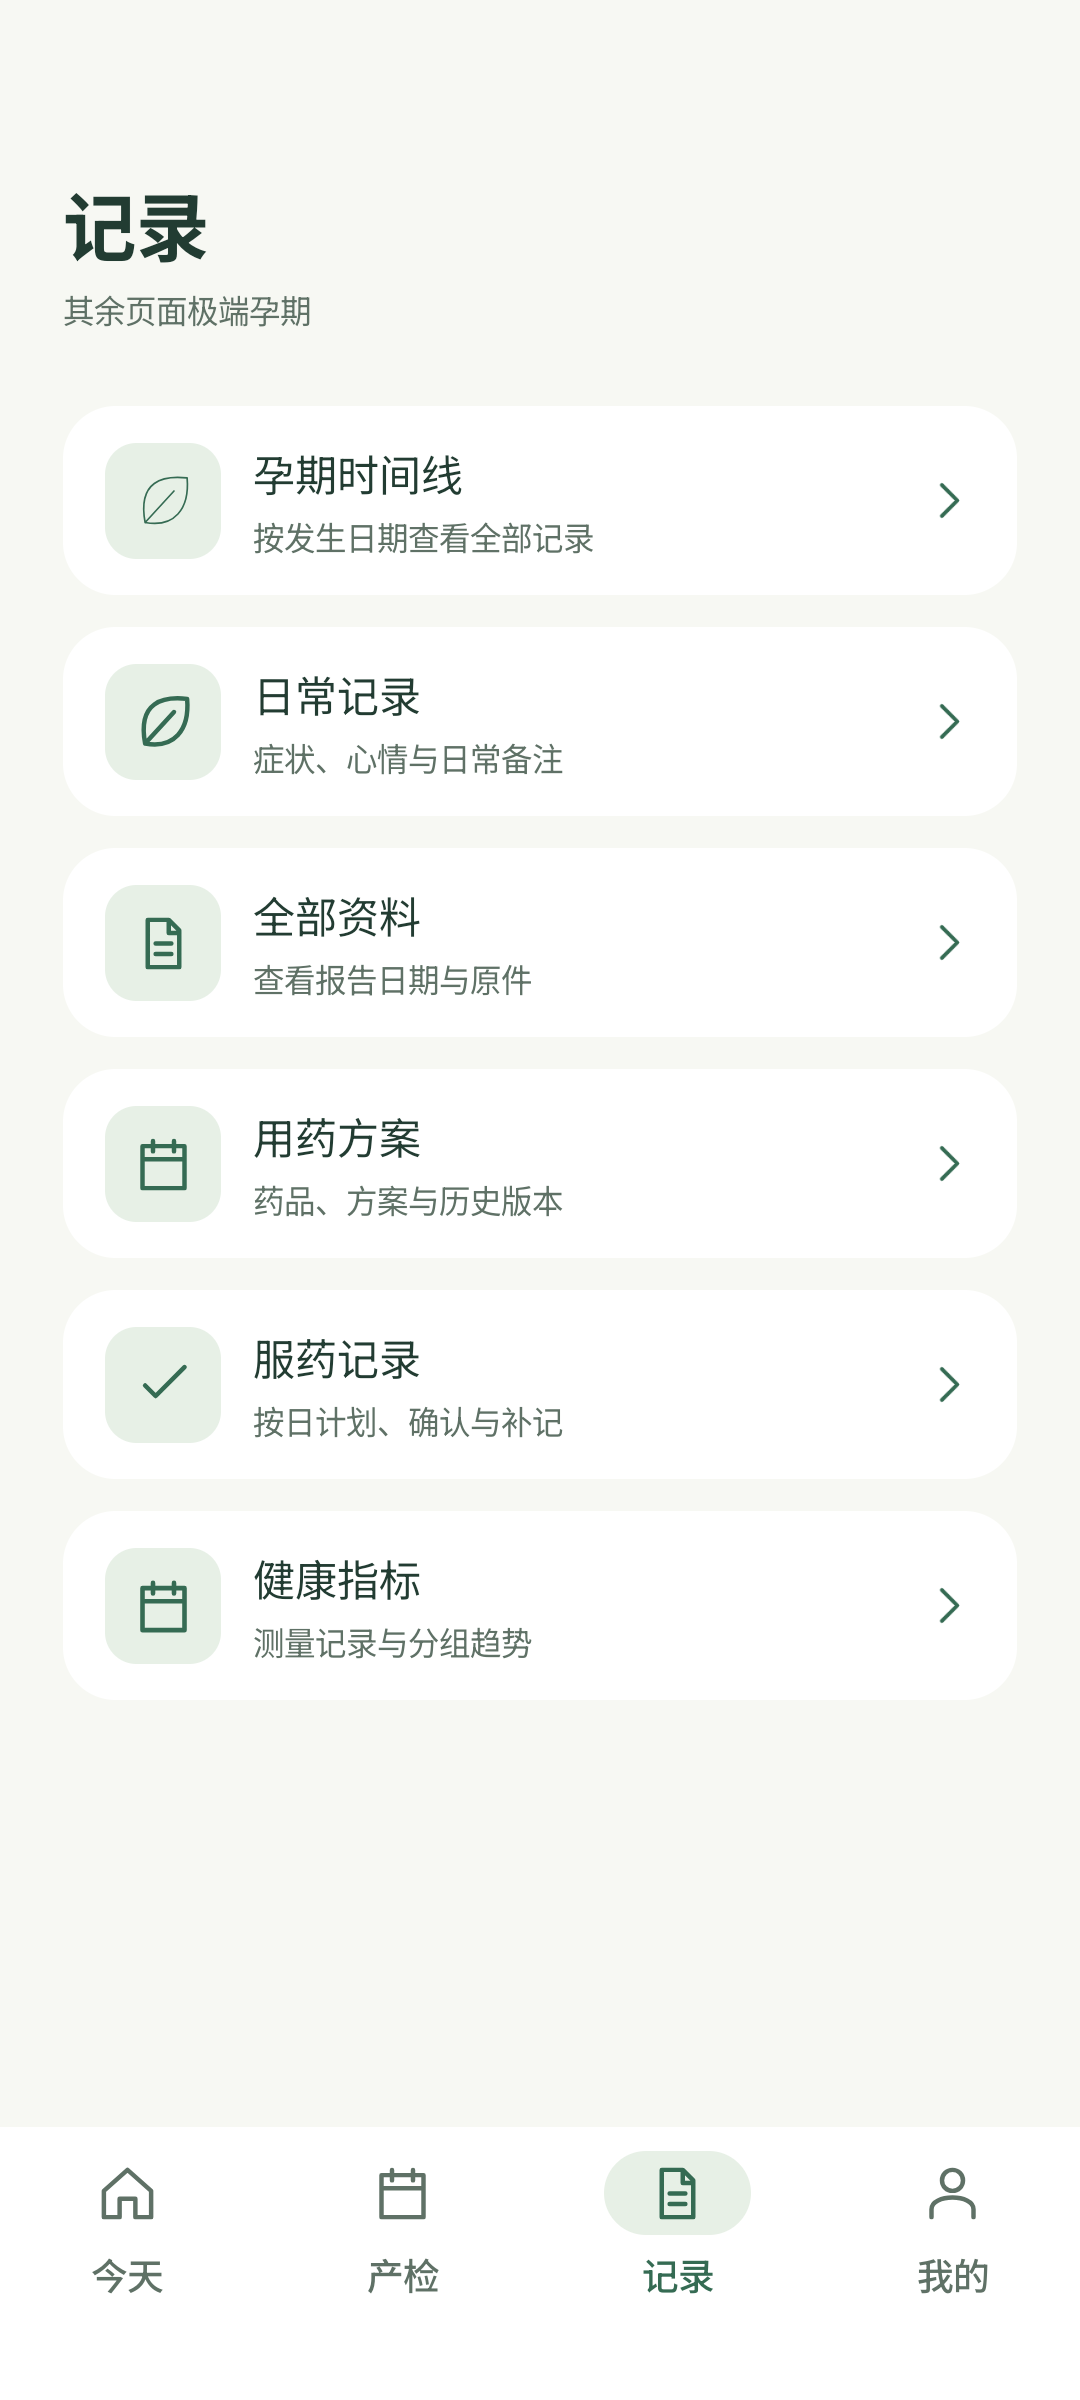 记录
其余页面极端孕期
孕期时间线
按发生日期查看全部记录
日常记录
症状、心情与日常备注
全部资料
查看报告日期与原件
用药方案
药品、方案与历史版本
服药记录
按日计划、确认与补记
健康指标
测量记录与分组趋势
今天
产检
记录
我的